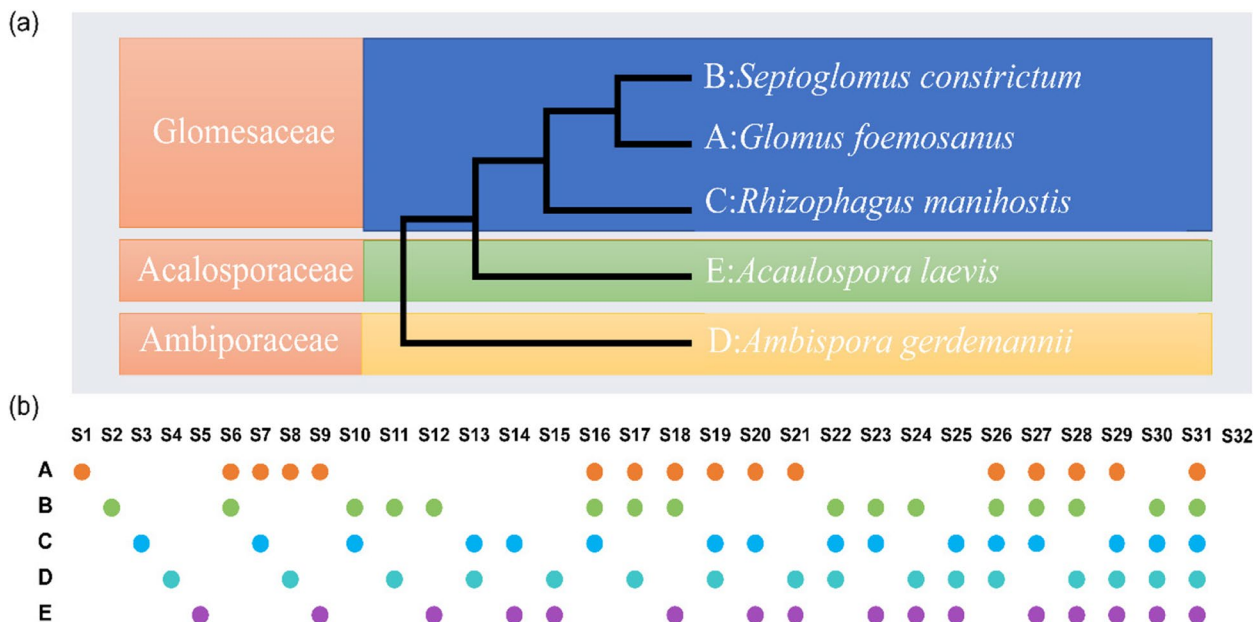 (a)
Glomesaceae
B:Septoglomus constrictum
A:Glomus foemosanus
C:Rhizophagus manihostis
Acalosporaceae
E:Acaulospora laevis
Ambiporaceae
D:Ambispora gerdemannii
(b)
S1 S2 S3 S4 S5 S6 S7 S8 S9 S10 S11 S12 S13 S14 S15 S16 S17 S18 S19 S20 S21 S22 S23 S24 S25 S26 S27 S28 S29 S30 S31 S32
A
B
C
D
E